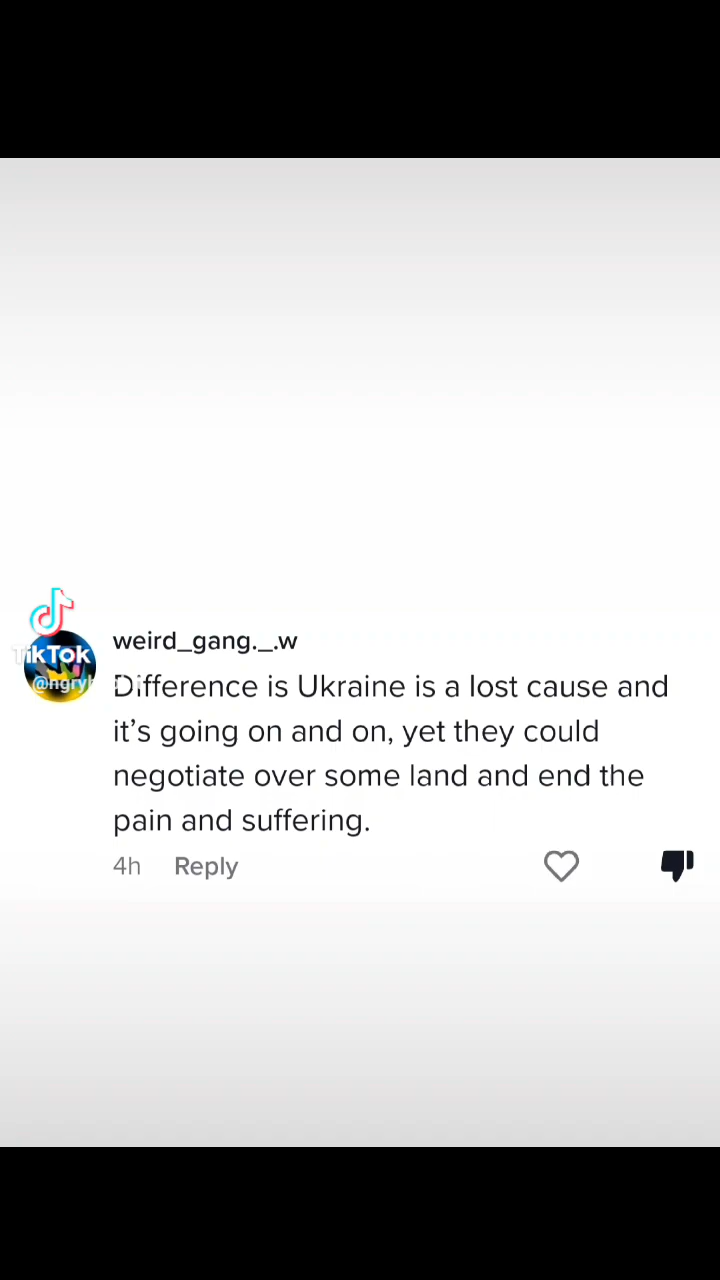 TikTok
weird_gang._.w
Difference is Ukraine is a lost cause and
it's going on and on, yet they could
negotiate over some land and end the
pain and suffering.
4h Reply